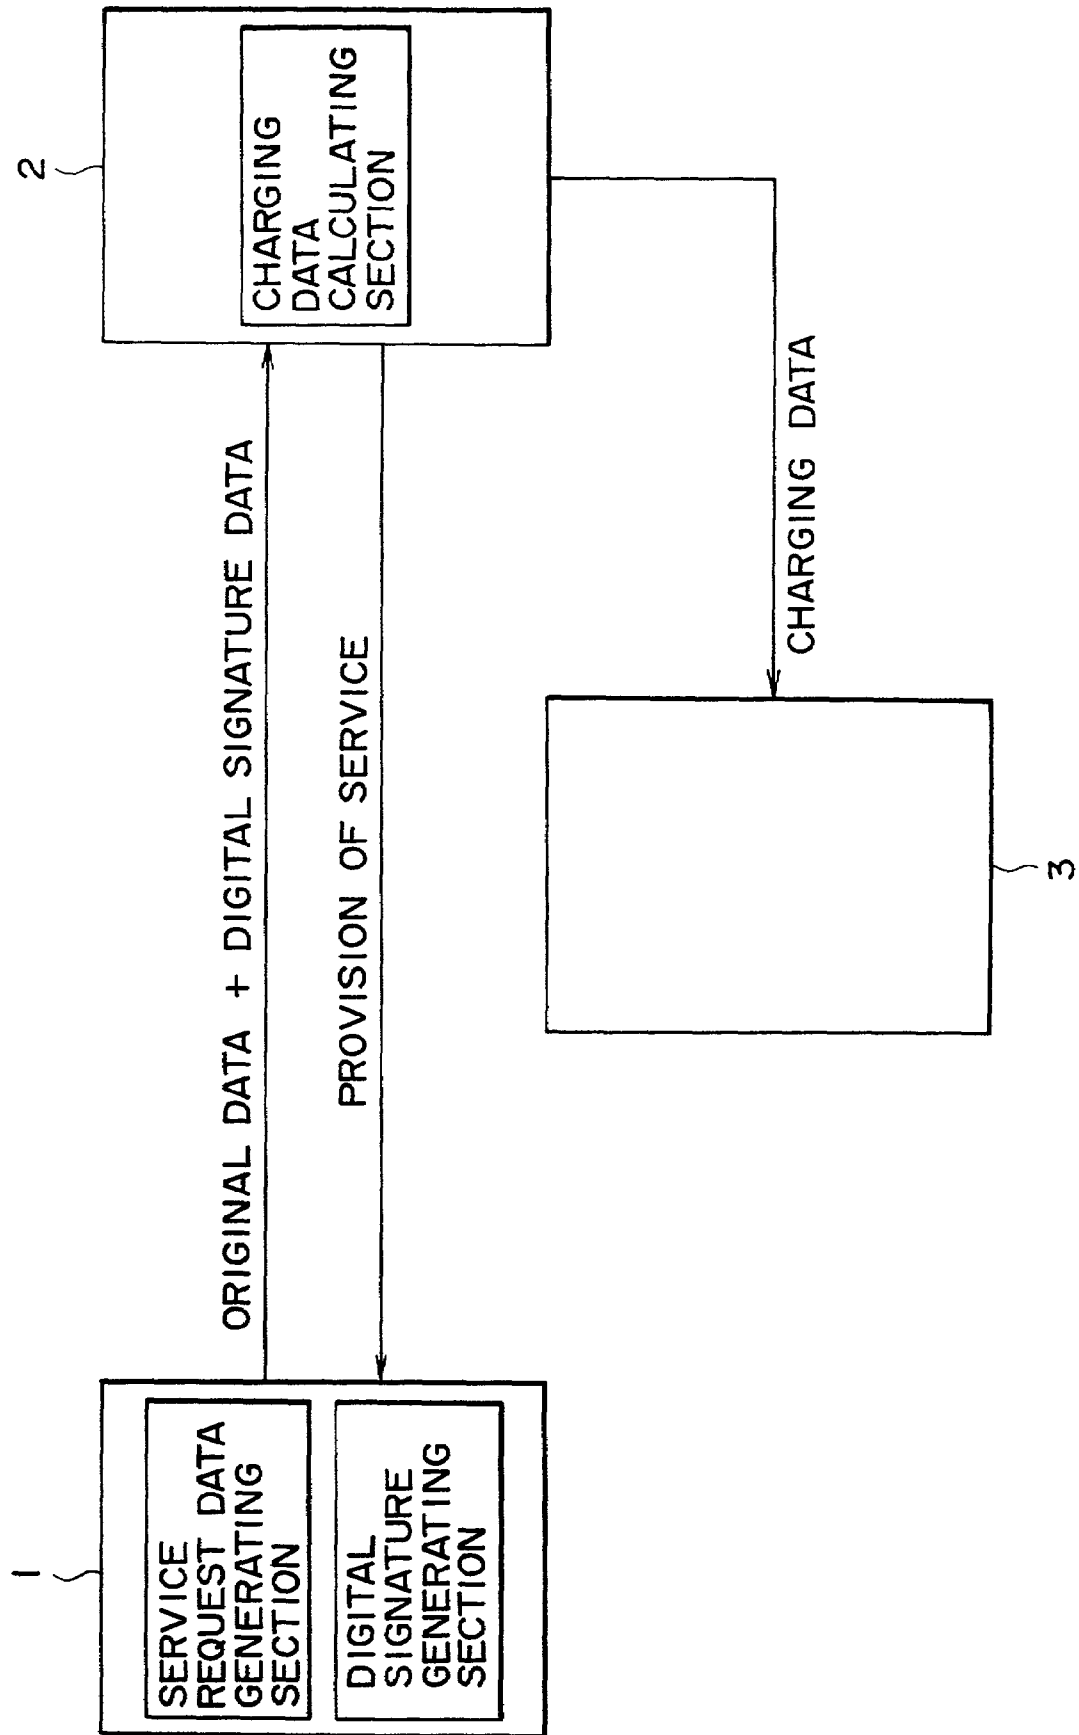 1
SERVICE
REQUEST DATA
GENERATING
SECTION
DIGITAL
SIGNATURE
GENERATING
SECTION
ORIGINAL DATA + DIGITAL SIGNATURE DATA
PROVISION OF SERVICE
2
CHARGING
DATA
CALCULATING
SECTION
CHARGING DATA
3